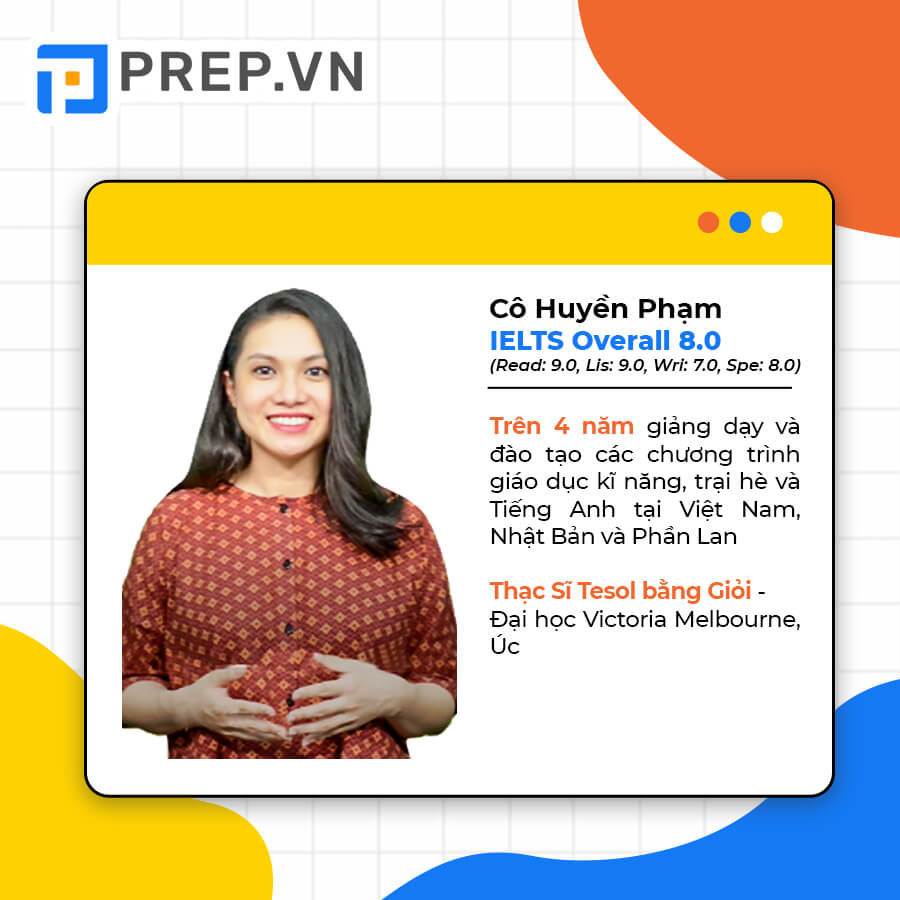 PREP.VN
Cô Huyền Phạm
IELTS Overall 8.0
(Read: 9.0, Lis: 9.0, Wri: 7.0, Spe: 8.0)
Trên 4 năm giảng dạy và
đào tạo các chương trình
giáo dục kĩ năng, trại hè và
Tiếng Anh tại Việt Nam,
Nhật Bản và Phần Lan
Thạc Sĩ Tesol bằng Giỏi -
Đại học Victoria Melbourne,
Úc